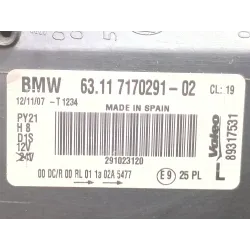 BMW 63.11 7170291-02 CL: 19
12/11/07 -T 1234
MADE IN SPAIN
PY21
H8
D1S
12V
24V
291023120
00 DC/R 00 RL 01 1a 02A 5477
E9 25 PL
Valeo
89317531
L